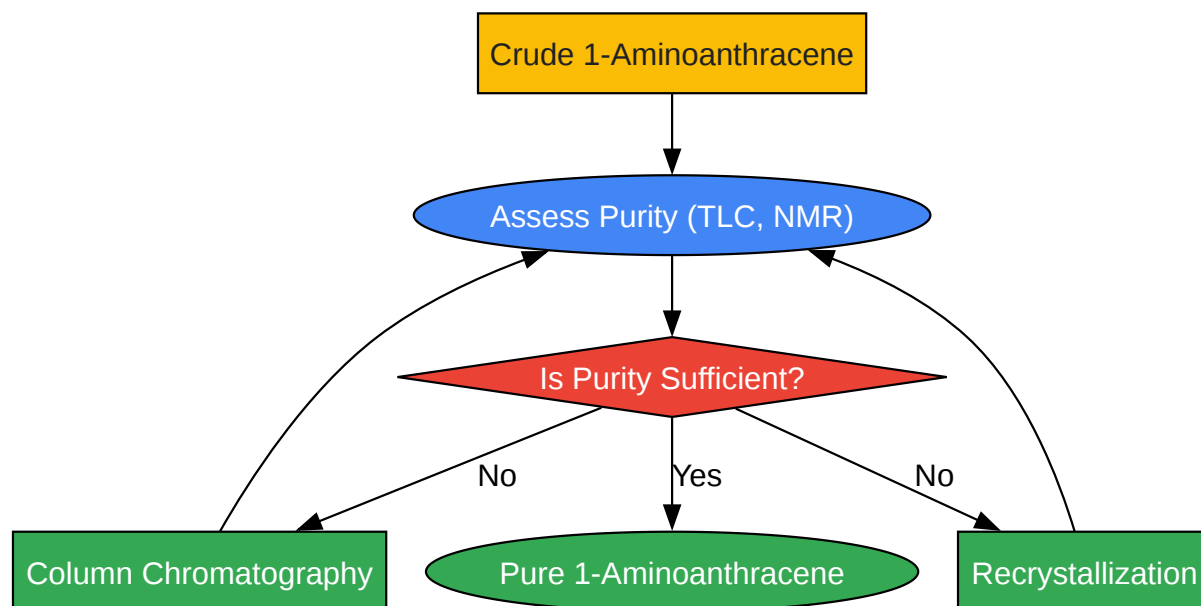 Crude 1-Aminoanthracene
Assess Purity (TLC, NMR)
Is Purity Sufficient?
No
Yes
No
Column Chromatography
Pure 1-Aminoanthracene
Recrystallization